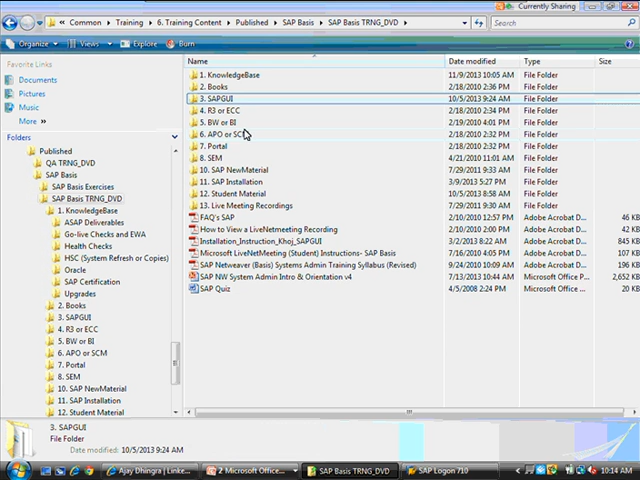 Currently Sharing
Common ▸ Training ▸ 6. Training Content ▸ Published ▸ SAP Basis ▸ SAP Basis TRNG_DVD ▸
Search
Organize Views Explore Burn
Favorite Links
Documents
Pictures
Music
More »
Folders
Published
QA TRNG_DVD
SAP Basis
SAP Basis Exercises
SAP Basis TRNG_DVD
1. KnowledgeBase
ASAP Deliverables
Go-live Checks and EWA
Health Checks
HSC (System Refresh or Copies)
Oracle
SAP Certification
Upgrades
2. Books
3. SAPGUI
4. R3 or ECC
5. BW or BI
6. APO or SCM
7. Portal
8. SEM
10. SAP NewMaterial
11. SAP Installation
12. Student Material
Name Date modified Type Size
1. KnowledgeBase 11/9/2013 10:05 AM File Folder
2. Books 2/18/2010 2:36 PM File Folder
3. SAPGUI 10/5/2013 9:24 AM File Folder
4. R3 or ECC 2/18/2010 2:34 PM File Folder
5. BW or BI 2/19/2010 4:01 PM File Folder
6. APO or SCM 2/18/2010 2:32 PM File Folder
7. Portal 2/18/2010 2:32 PM File Folder
8. SEM 4/21/2010 11:01 AM File Folder
10. SAP NewMaterial 7/29/2011 9:33 AM File Folder
11. SAP Installation 3/9/2013 5:27 PM File Folder
12. Student Material 10/5/2013 8:58 AM File Folder
13. Live Meeting Recordings 7/29/2011 9:30 AM File Folder
FAQ's SAP 2/10/2010 12:57 PM Adobe Acrobat D... 46 KB
How to View a LiveNetmeeting Recording 2/10/2010 2:00 PM Adobe Acrobat D... 42 KB
Installation_Instruction_Khoj_SAPGUI 3/2/2013 8:22 AM Adobe Acrobat D... 845 KB
Microsoft LiveNetMeeting (Student) Instructions- SAP Basis 7/16/2010 4:05 PM Adobe Acrobat D... 107 KB
SAP Netweaver (Basis) Systems Admin Training Syllabus (Revised) 9/24/2010 10:09 AM Adobe Acrobat D... 196 KB
SAP NW System Admin Intro & Orientation v4 7/13/2013 10:44 AM Microsoft Office P... 2,652 KB
SAP Quiz 4/5/2008 2:24 PM Microsoft Office ... 20 KB
3. SAPGUI
File Folder
Date modified: 10/5/2013 9:24 AM
Ajay Dhingra | Linke... 2 Microsoft Office... SAP Basis TRNG_DVD SAP Logon 710 10:14 AM